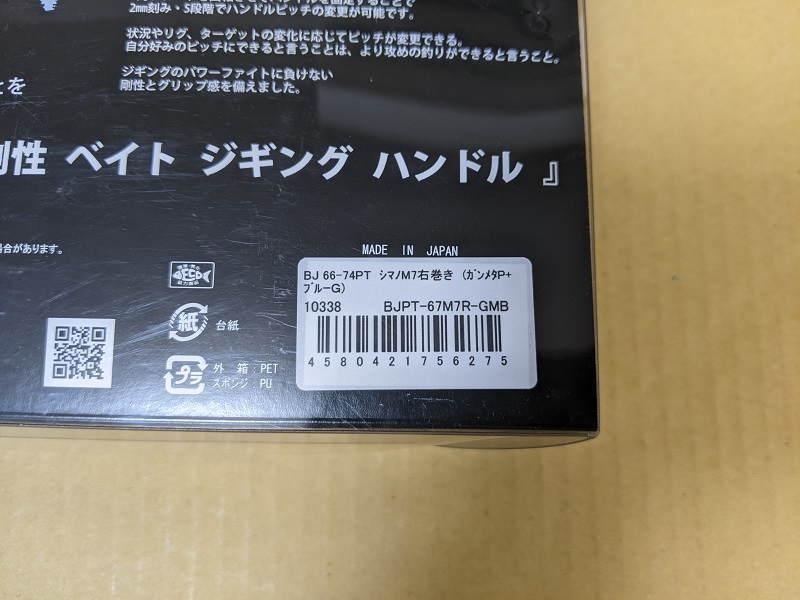 2mm刻み・5段階でハンドルピッチの変更が可能です。
状況やリグ、ターゲットの変化に応じてピッチが変更できる。
自分好みのピッチにできると言うことは、より攻めの釣りができると言うこと。
ジギングのパワーファイトに負けない
剛性とグリップ感を備えました。
とを
剛性 ベイト ジギング ハンドル 』
場合があります。
MADE IN JAPAN
BJ 66-74PT ｼﾏﾉM7右巻き (ｶﾞﾝﾒﾀP+
ﾌﾞﾙｰG)
10338 BJPT-67M7R-GMB
4580421756275
ECO
紙 台紙
プラ 外 箱：PET
スポンジ：PU